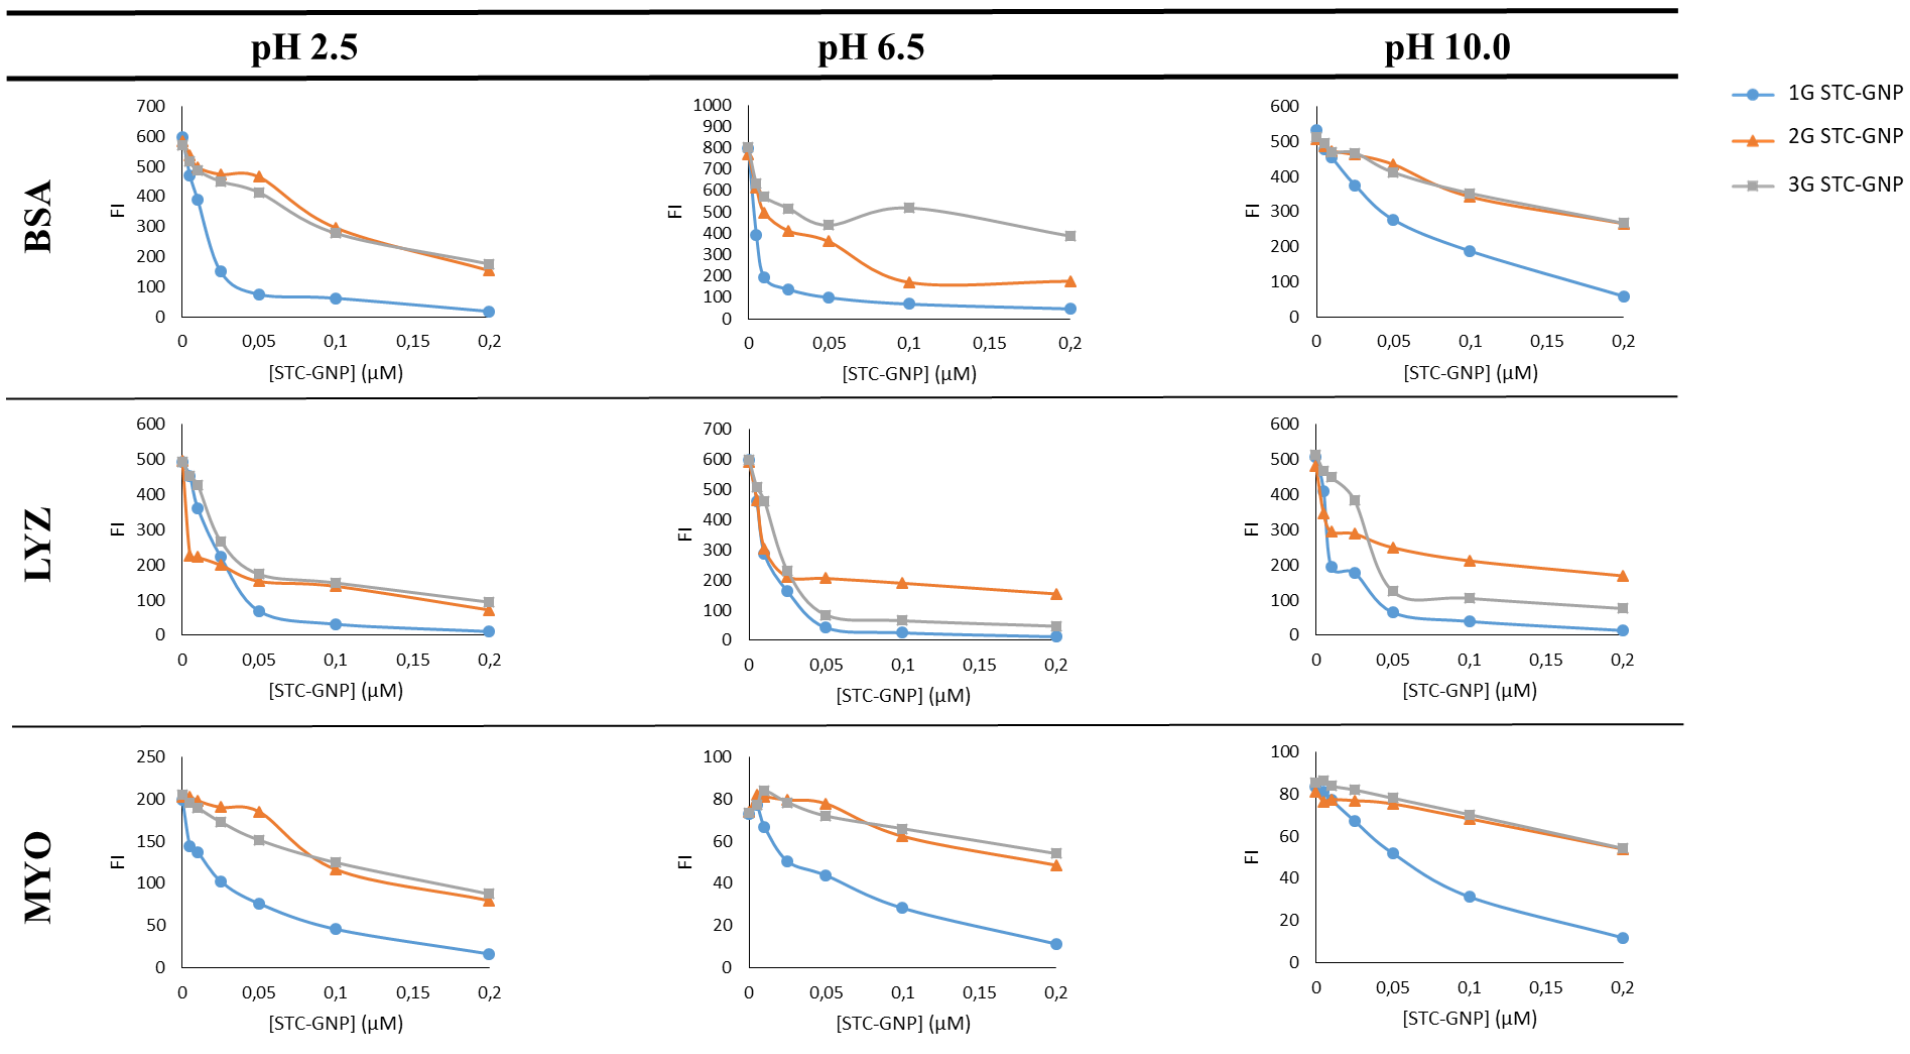 pH 2.5 pH 6.5 pH 10.0
1G STC-GNP
2G STC-GNP
3G STC-GNP
BSA
700
600
500
400
300
200
100
0
FI
0 0,05 0,1 0,15 0,2
[STC-GNP] (µM)
1000
900
800
700
600
500
400
300
200
100
0
FI
0 0,05 0,1 0,15 0,2
[STC-GNP] (µM)
600
500
400
300
200
100
0
FI
0 0,05 0,1 0,15 0,2
[STC-GNP] (µM)
LYZ
600
500
400
300
200
100
0
FI
0 0,05 0,1 0,15 0,2
[STC-GNP] (µM)
700
600
500
400
300
200
100
0
FI
0 0,05 0,1 0,15 0,2
[STC-GNP] (µM)
600
500
400
300
200
100
0
FI
0 0,05 0,1 0,15 0,2
[STC-GNP] (µM)
MYO
250
200
150
100
50
0
FI
0 0,05 0,1 0,15 0,2
[STC-GNP] (µM)
100
80
60
40
20
0
FI
0 0,05 0,1 0,15 0,2
[STC-GNP] (µM)
100
80
60
40
20
0
FI
0 0,05 0,1 0,15 0,2
[STC-GNP] (µM)